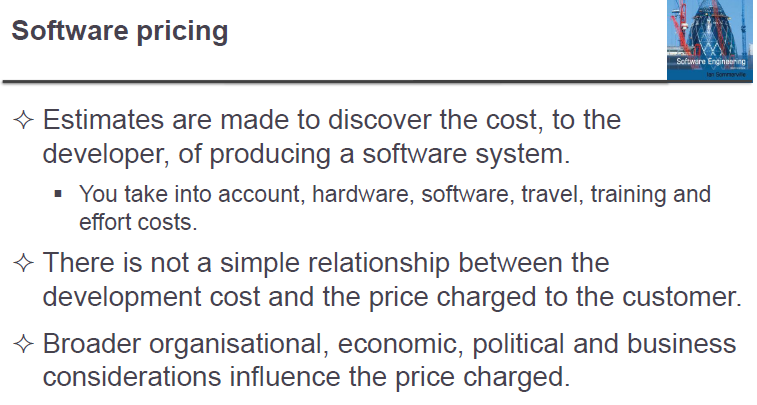 Software pricing
Software Engineering
Ian Sommerville
✧ Estimates are made to discover the cost, to the
developer, of producing a software system.
▪ You take into account, hardware, software, travel, training and
effort costs.
✧ There is not a simple relationship between the
development cost and the price charged to the customer.
✧ Broader organisational, economic, political and business
considerations influence the price charged.